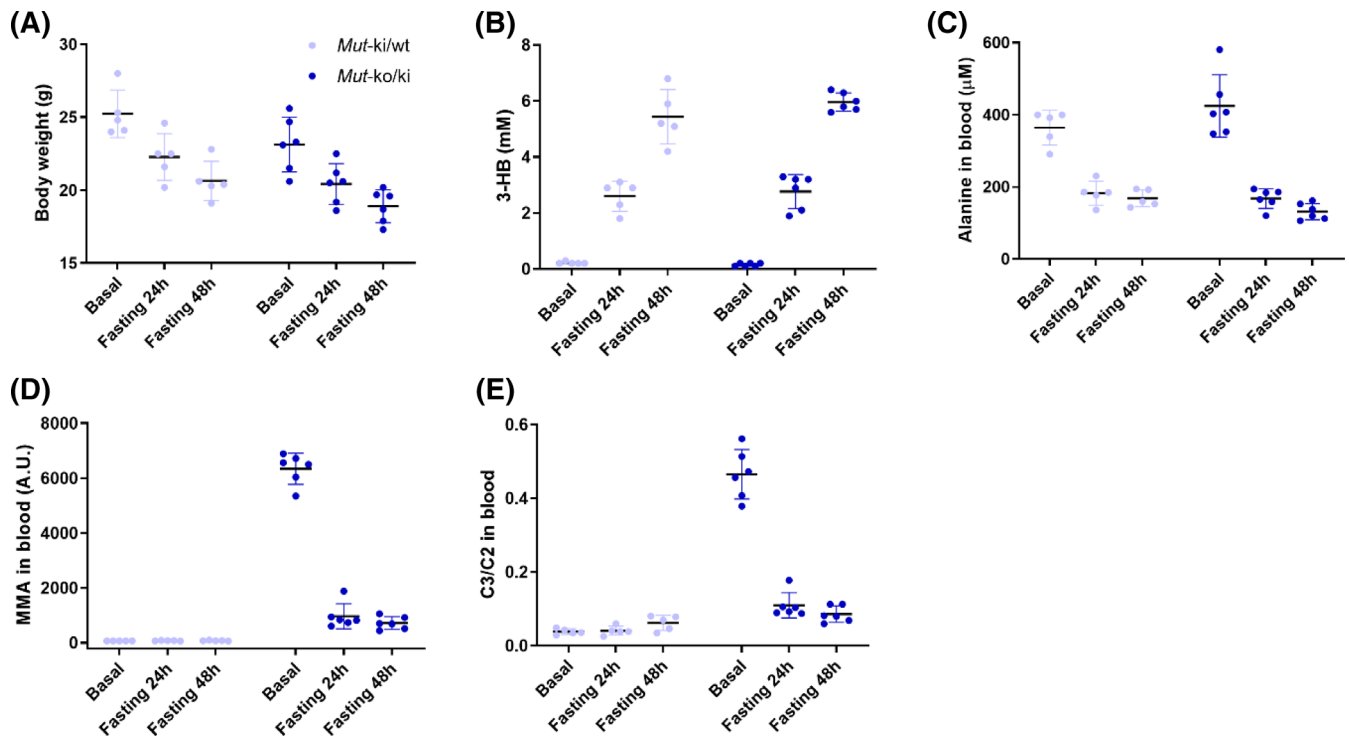 (A)
Body weight (g)
30
25
20
15
Mut-ki/wt
Mut-ko/ki
Basal
Fasting 24h
Fasting 48h
Basal
Fasting 24h
Fasting 48h
(B)
3-HB (mM)
8
6
4
2
0
Basal
Fasting 24h
Fasting 48h
Basal
Fasting 24h
Fasting 48h
(C)
Alanine in blood (μM)
600
400
200
0
Basal
Fasting 24h
Fasting 48h
Basal
Fasting 24h
Fasting 48h
(D)
MMA in blood (A.U.)
8000
6000
4000
2000
0
Basal
Fasting 24h
Fasting 48h
Basal
Fasting 24h
Fasting 48h
(E)
C3/C2 in blood
0.6
0.4
0.2
0.0
Basal
Fasting 24h
Fasting 48h
Basal
Fasting 24h
Fasting 48h